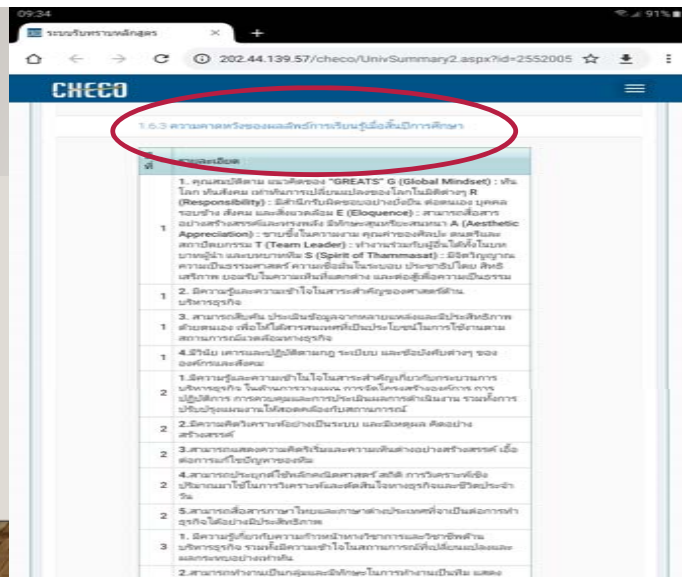 09:34
91%
ระบบรับทราบหลักสูตร × +
202.44.139.57/checo/UnivSummary2.aspx?id=2552005
CHECO
1.6.3 ความคาดหวังของผลลัพธ์การเรียนรู้เมื่อสิ้นปีการศึกษา
ที่ รายละเอียด
1. คุณสมบัติตาม แนวคิดของ "GREATS" G (Global Mindset) : ทัน
โลก ทันสังคม เท่าทันการเปลี่ยนแปลงของโลกในมิติต่างๆ R
(Responsibility) : มีสำนึกรับผิดชอบอย่างยั่งยืน ต่อตนเอง บุคคล
รอบข้าง สังคม และสิ่งแวดล้อม E (Eloquence) : สามารถสื่อสาร
อย่างสร้างสรรค์และทรงพลัง มีทักษะสุนทรียะสนทนา A (Aesthetic
1 Appreciation) : ซาบซึ้งในความงาม คุณค่าของศิลปะ ดนตรีและ
สถาปัตยกรรม T (Team Leader) : ทำงานร่วมกับผู้อื่นได้ทั้งในบท
บาทผู้นำ และบทบาททีม S (Spirit of Thammasat) : มีจิตวิญญาณ
ความเป็นธรรมศาสตร์ ความเชื่อมั่นในระบอบ ประชาธิปไตย สิทธิ
เสรีภาพ ยอมรับในความเห็นที่แตกต่าง และต่อสู้เพื่อความเป็นธรรม
1 2. มีความรู้และความเข้าใจในสาระสำคัญของศาสตร์ด้าน
บริหารธุรกิจ
3. สามารถสืบค้น ประเมินข้อมูลจากหลายแหล่งและมีประสิทธิภาพ
1 ด้วยตนเอง เพื่อให้ได้สารสนเทศที่เป็นประโยชน์ในการใช้งานตาม
สถานการณ์แวดล้อมทางธุรกิจ
1 4.มีวินัย เคารพและปฏิบัติตามกฎ ระเบียบ และข้อบังคับต่างๆ ของ
องค์กรและสังคม
1.มีความรู้และความเข้าใจในสาระสำคัญเกี่ยวกับกระบวนการ
2 บริหารธุรกิจ ในด้านการวางแผน การจัดโครงสร้างองค์การ การ
ปฏิบัติการ การควบคุมและการประเมินผลการดำเนินงาน รวมทั้งการ
ปรับปรุงแผนงานให้สอดคล้องกับสถานการณ์
2 2.มีความคิดวิเคราะห์อย่างเป็นระบบ และมีเหตุผล คิดอย่าง
สร้างสรรค์
2 3.สามารถแสดงความคิดริเริ่มและความเห็นต่างอย่างสร้างสรรค์ เอื้อ
ต่อการแก้ไขปัญหาของทีม
4.สามารถประยุกต์ใช้หลักคณิตศาสตร์ สถิติ การวิเคราะห์เชิง
2 ปริมาณมาใช้ในการวิเคราะห์และตัดสินใจทางธุรกิจและชีวิตประจำ
วัน
2 5.สามารถสื่อสารภาษาไทยและภาษาต่างประเทศที่จำเป็นต่อการทำ
ธุรกิจได้อย่างมีประสิทธิภาพ
1. มีความรู้เกี่ยวกับความก้าวหน้าทางวิชาการและวิชาชีพด้าน
3 บริหารธุรกิจ รวมทั้งมีความเข้าใจในสถานการณ์ที่เปลี่ยนแปลงและ
ผลกระทบอย่างเท่าทัน
2.สามารถทำงานเป็นกลุ่มและมีทักษะในการทำงานเป็นทีม แสดง